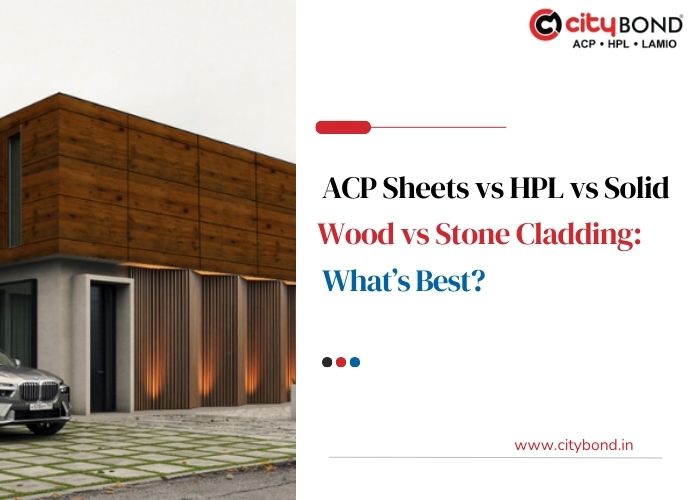 cityBOND
ACP • HPL • LAMIO
ACP Sheets vs HPL vs Solid
Wood vs Stone Cladding:
What's Best?
www.citybond.in